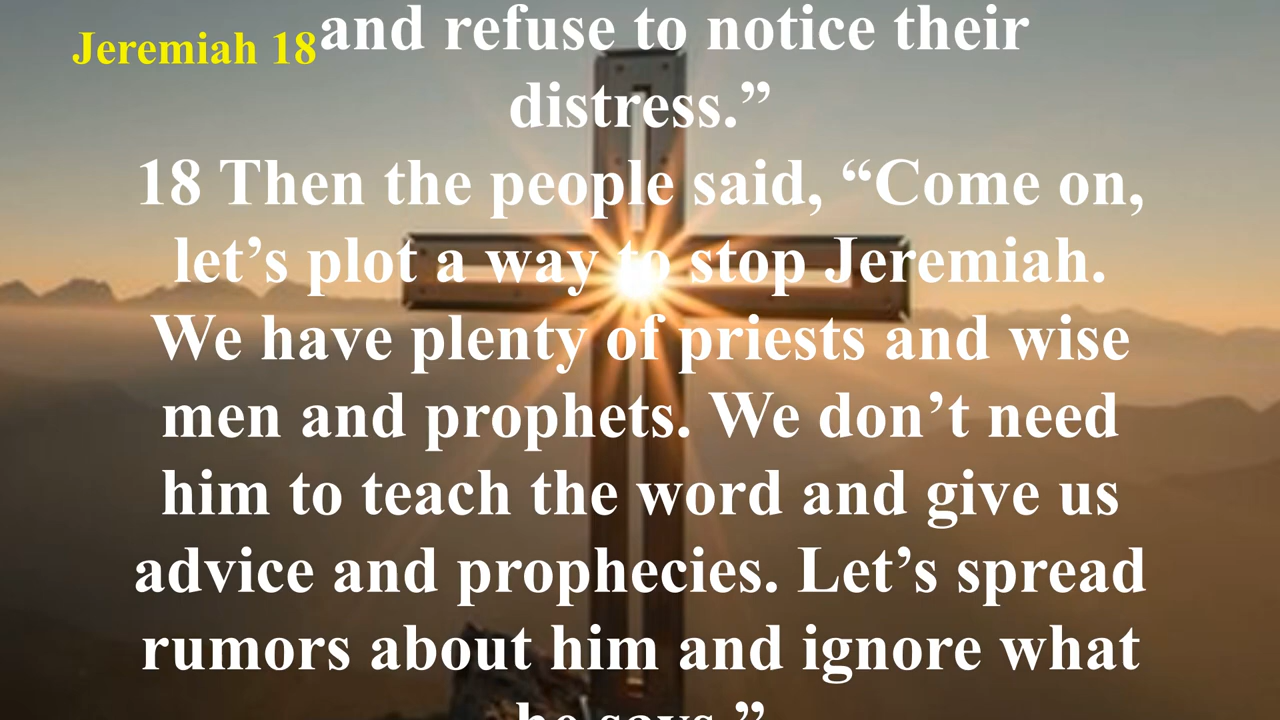 Jeremiah 18
and refuse to notice their
distress.”
18 Then the people said, “Come on,
let’s plot a way to stop Jeremiah.
We have plenty of priests and wise
men and prophets. We don’t need
him to teach the word and give us
advice and prophecies. Let’s spread
rumors about him and ignore what
he says.”